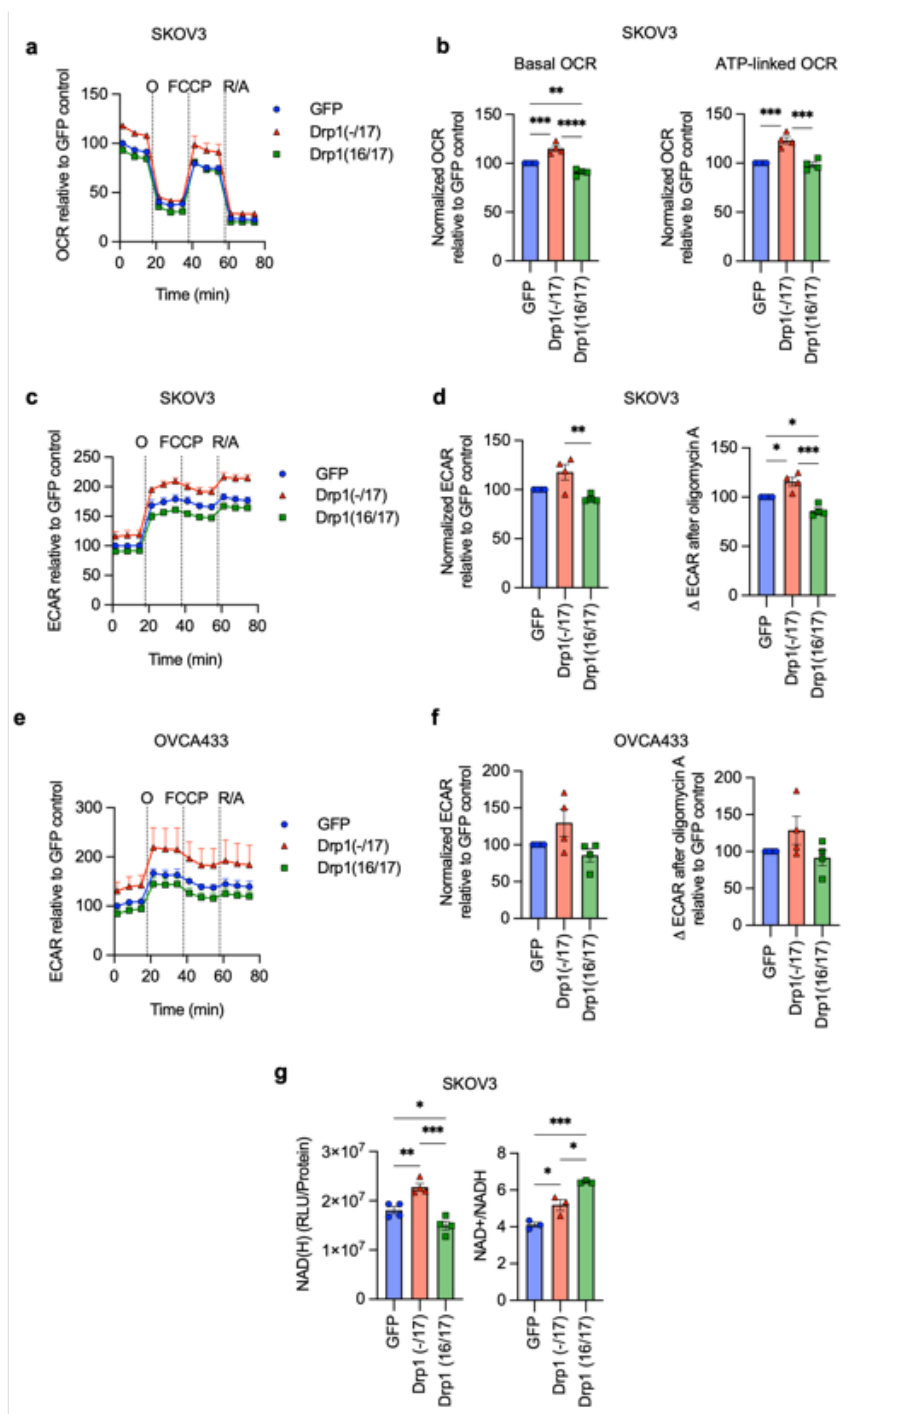 a
SKOV3
O FCCP R/A
OCR relative to GFP control
150
100
50
0
0 20 40 60 80
Time (min)
GFP
Drp1(-/17)
Drp1(16/17)
b
SKOV3
Basal OCR
Normalized OCR
relative to GFP control
150
100
50
0
**
*** ****
GFP
Drp1(-/17)
Drp1(16/17)
ATP-linked OCR
Normalized OCR
relative to GFP control
150
100
50
0
*** ***
GFP
Drp1(-/17)
Drp1(16/17)
c
SKOV3
O FCCP R/A
ECAR relative to GFP control
250
200
150
100
50
0
0 20 40 60 80
Time (min)
GFP
Drp1(-/17)
Drp1(16/17)
d
SKOV3
Normalized ECAR
relative to GFP control
150
100
50
0
**
GFP
Drp1(-/17)
Drp1(16/17)
Δ ECAR after oligomycin A
150
100
50
0
*
* ***
GFP
Drp1(-/17)
Drp1(16/17)
e
OVCA433
O FCCP R/A
ECAR relative to GFP control
300
200
100
0
0 20 40 60 80
Time (min)
GFP
Drp1(-/17)
Drp1(16/17)
f
OVCA433
Normalized ECAR
relative to GFP control
200
150
100
50
0
GFP
Drp1(-/17)
Drp1(16/17)
Δ ECAR after oligomycin A
relative to GFP control
200
150
100
50
0
GFP
Drp1(-/17)
Drp1(16/17)
g
SKOV3
NAD(H) (RLU/Protein)
3×10⁷
2×10⁷
1×10⁷
0
*
***
**
GFP
Drp1 (-/17)
Drp1 (16/17)
NAD+/NADH
8
6
4
2
0
***
*
*
GFP
Drp1 (-/17)
Drp1 (16/17)